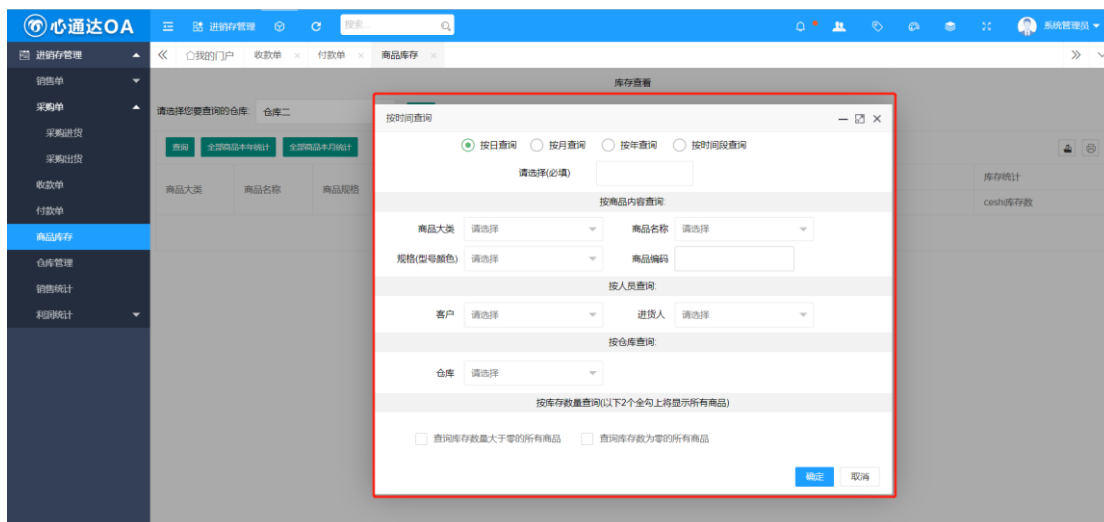 心通达OA 进销存管理 搜索... 系统管理员
进销存管理 我的门户 收款单 付款单 商品库存
销售单
采购单
采购进货
采购出货
收款单
付款单
商品库存
仓库管理
销售统计
利润统计
库存查看
请选择您要查询的仓库: 仓库二
查询 全部商品本年统计 全部商品本月统计
商品大类 商品名称 商品规格 库存统计
ceshi库存数
按时间查询
按日查询 按月查询 按年查询 按时间段查询
请选择(必填)
按商品内容查询:
商品大类 请选择 商品名称 请选择
规格(型号颜色) 请选择 商品编码
按人员查询:
客户 请选择 进货人 请选择
按仓库查询:
仓库 请选择
按库存数量查询(以下2个全勾上将显示所有商品)
查询库存数量大于零的所有商品 查询库存数为零的所有商品
确定 取消